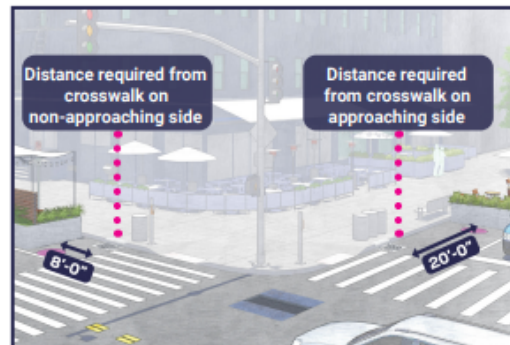 Distance required from
crosswalk on
non-approaching side
Distance required
from crosswalk on
approaching side
8'-0"
20'-0"